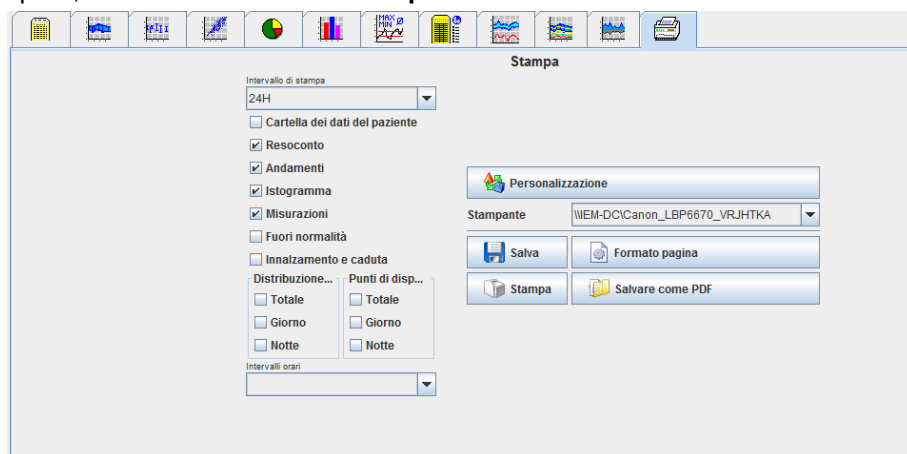 MAX Ø
MIN
Stampa
Intervallo di stampa
24H
Cartella dei dati del paziente
Resoconto
Andamenti
Istogramma
Misurazioni
Fuori normalità
Innalzamento e caduta
Distribuzione... Punti di disp...
Totale Totale
Giorno Giorno
Notte Notte
Intervalli orari
Personalizzazione
Stampante \\IEM-DC\Canon_LBP6670_VRJHTKA
Salva Formato pagina
Stampa Salvare come PDF